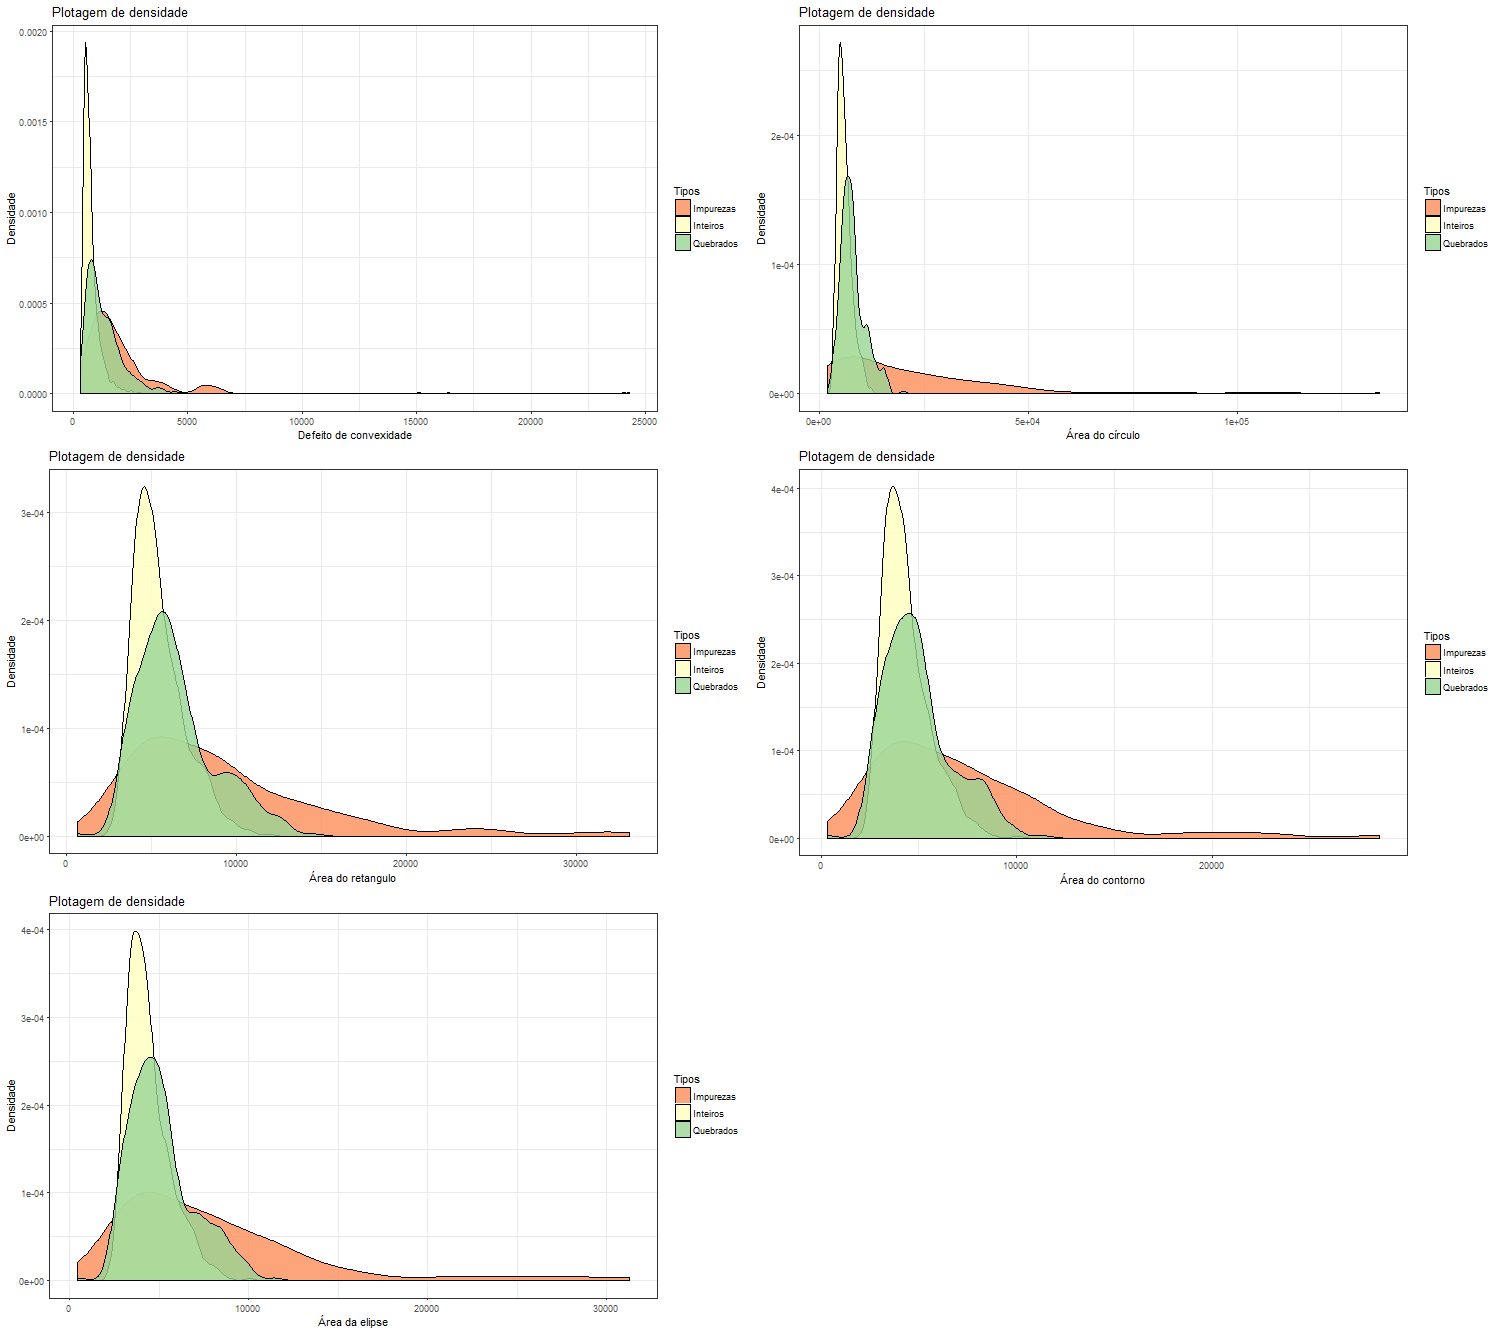 Plotagem de densidade
0.0020
0.0015
0.0010
0.0005
0.0000
Densidade
0
5000
10000
15000
20000
25000
Defeito de convexidade
Tipos
Impurezas
Inteiros
Quebrados
Plotagem de densidade
2e-04
1e-04
0e+00
Densidade
0e+00
5e+04
1e+05
Área do círculo
Tipos
Impurezas
Inteiros
Quebrados
Plotagem de densidade
3e-04
2e-04
1e-04
0e+00
Densidade
0
10000
20000
30000
Área do retangulo
Tipos
Impurezas
Inteiros
Quebrados
Plotagem de densidade
4e-04
3e-04
2e-04
1e-04
0e+00
Densidade
0
10000
20000
Área do contorno
Tipos
Impurezas
Inteiros
Quebrados
Plotagem de densidade
4e-04
3e-04
2e-04
1e-04
0e+00
Densidade
0
10000
20000
30000
Área da elipse
Tipos
Impurezas
Inteiros
Quebrados